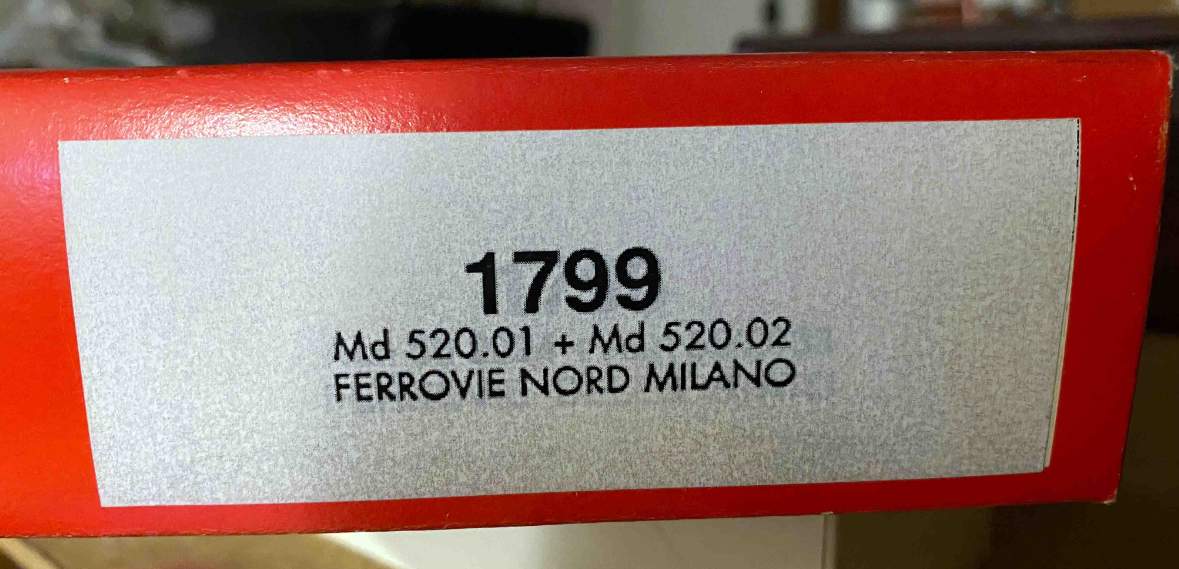 1799
Md 520.01 + Md 520.02
FERROVIE NORD MILANO